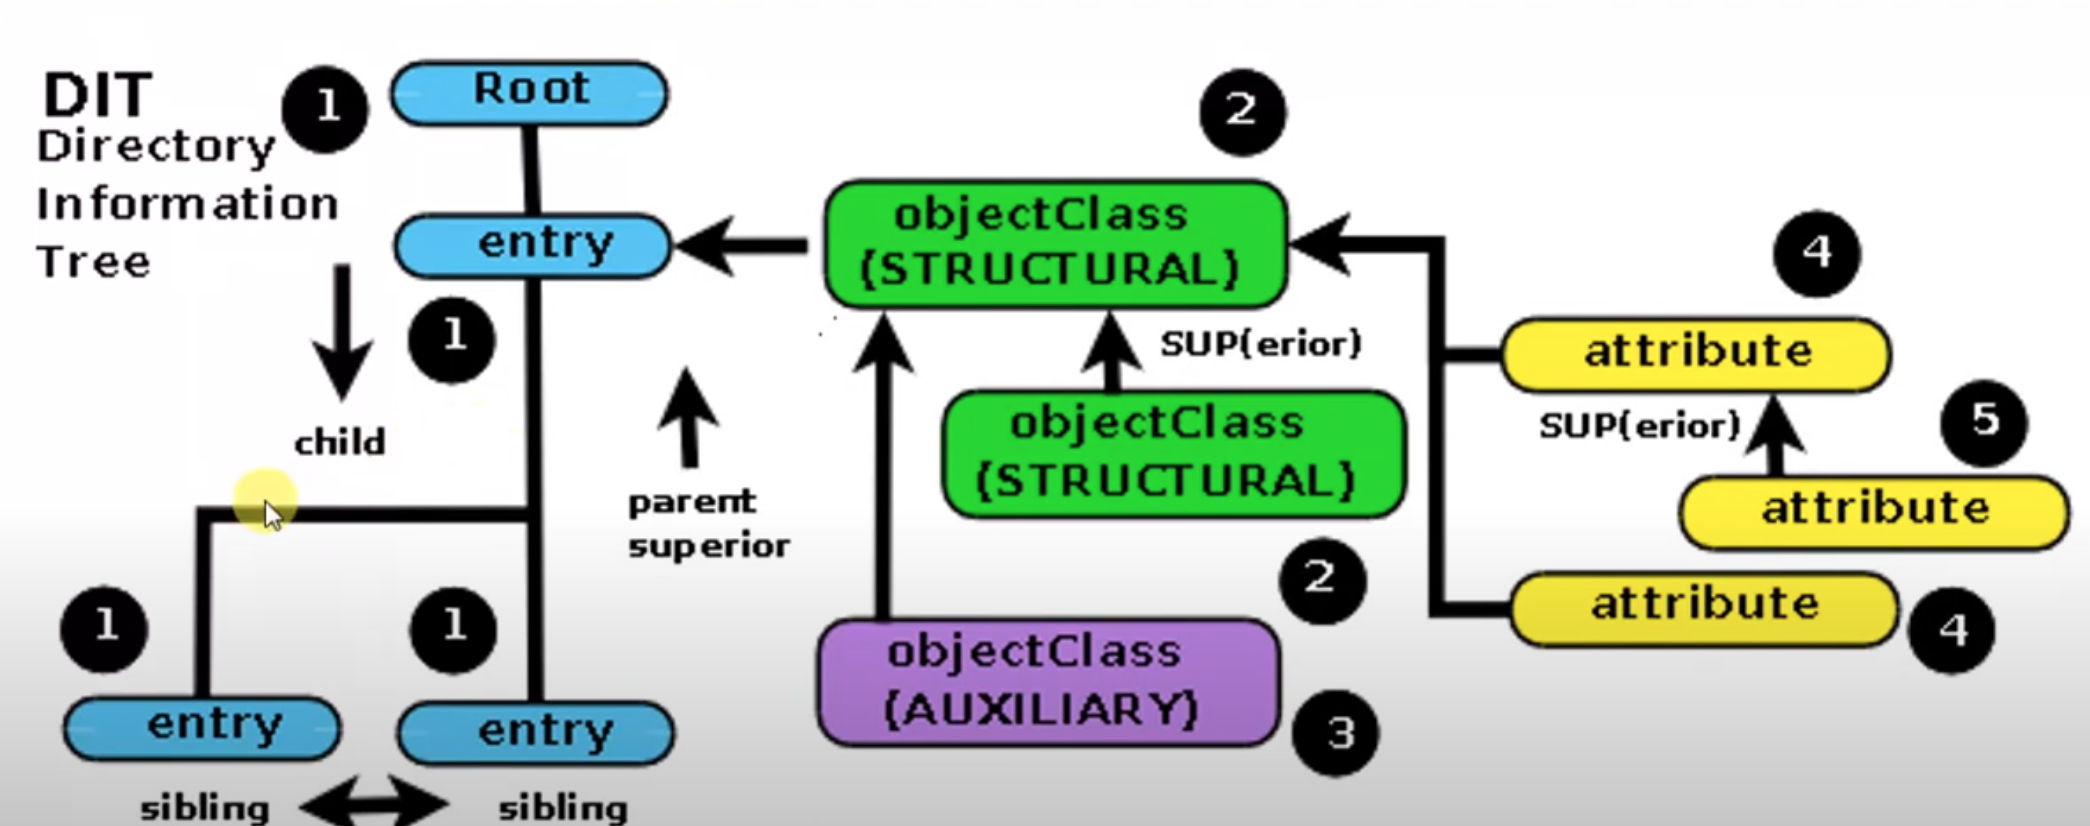 DIT
Directory
Information
Tree
1
Root
entry
1
child
parent
superior
1
1
entry
entry
sibling
sibling
2
objectClass
(STRUCTURAL)
SUP(erior)
objectClass
(STRUCTURAL)
2
objectClass
(AUXILIARY)
3
4
attribute
SUP(erior)
5
attribute
attribute
4